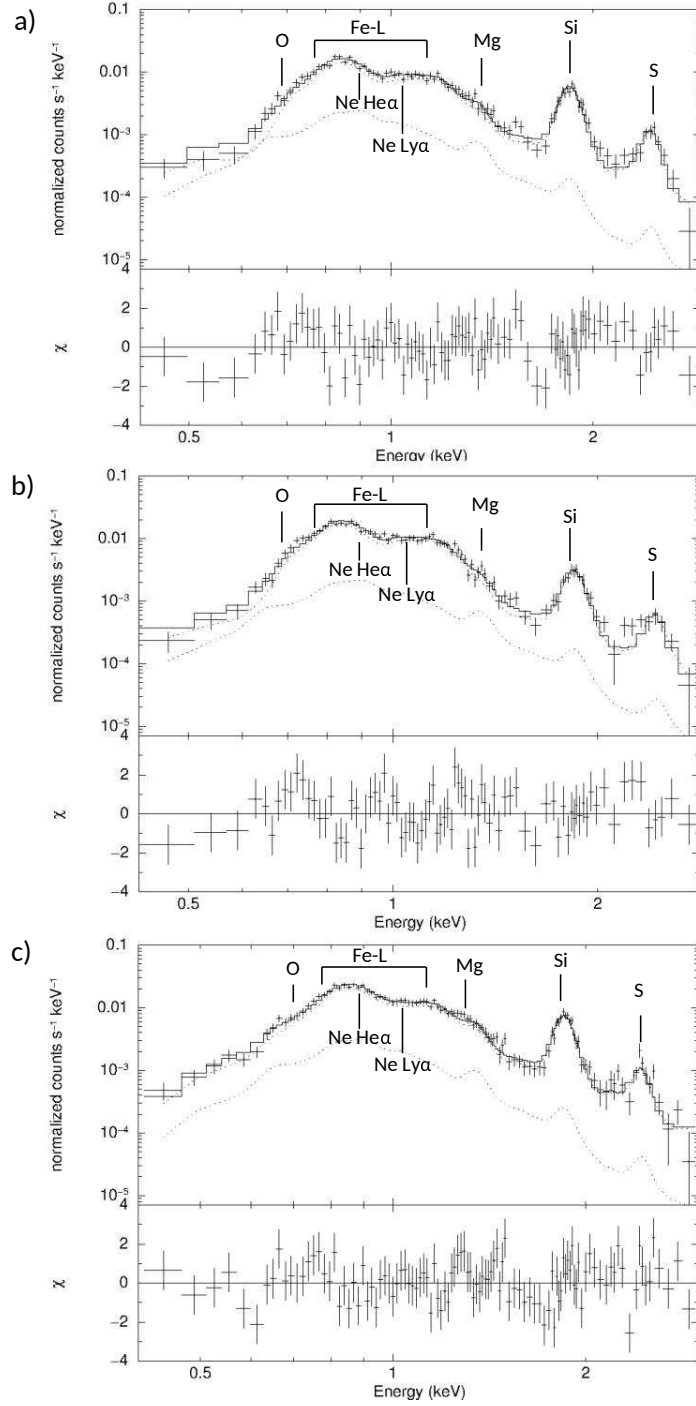 a)
O
Fe-L
Mg
Si
S
Ne Heα
Ne Lyα
0.1
0.01
10⁻³
10⁻⁴
10⁻⁵
normalized counts s⁻¹ keV⁻¹
4
2
0
−2
−4
χ
0.5
1
2
Energy (keV)
b)
O
Fe-L
Mg
Si
S
Ne Heα
Ne Lyα
0.1
0.01
10⁻³
10⁻⁴
10⁻⁵
normalized counts s⁻¹ keV⁻¹
4
2
0
−2
−4
χ
0.5
1
2
Energy (keV)
c)
O
Fe-L
Mg
Si
S
Ne Heα
Ne Lyα
0.1
0.01
10⁻³
10⁻⁴
10⁻⁵
normalized counts s⁻¹ keV⁻¹
4
2
0
−2
−4
χ
0.5
1
2
Energy (keV)